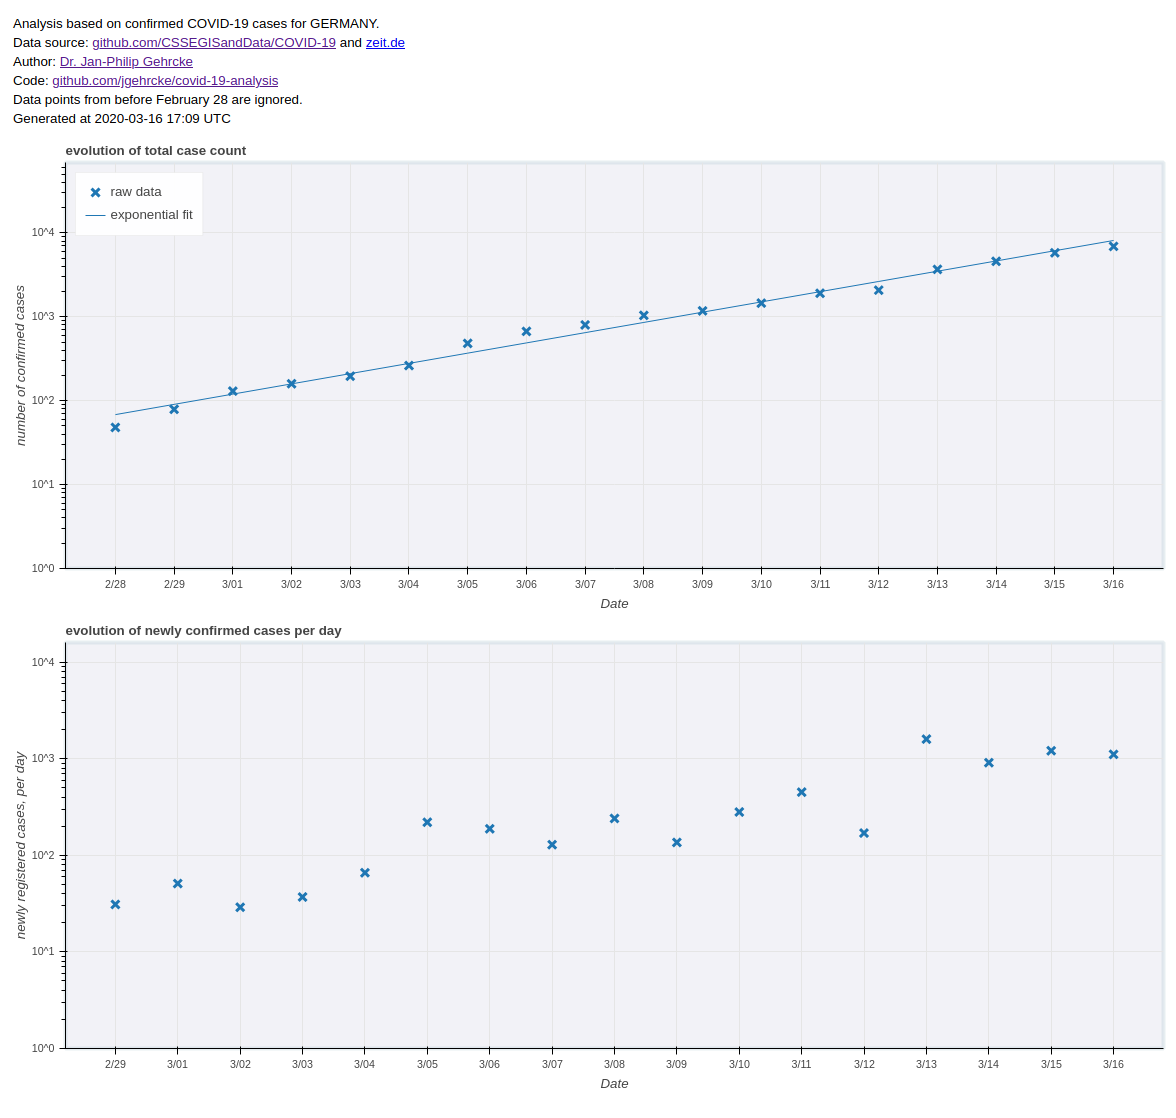 Analysis based on confirmed COVID-19 cases for GERMANY.
Data source: github.com/CSSEGISandData/COVID-19 and zeit.de
Author: Dr. Jan-Philip Gehrcke
Code: github.com/jgehrcke/covid-19-analysis
Data points from before February 28 are ignored.
Generated at 2020-03-16 17:09 UTC
evolution of total case count
raw data
exponential fit
number of confirmed cases
10^4
10^3
10^2
10^1
10^0
2/28 2/29 3/01 3/02 3/03 3/04 3/05 3/06 3/07 3/08 3/09 3/10 3/11 3/12 3/13 3/14 3/15 3/16
Date
evolution of newly confirmed cases per day
newly registered cases, per day
10^4
10^3
10^2
10^1
10^0
2/29 3/01 3/02 3/03 3/04 3/05 3/06 3/07 3/08 3/09 3/10 3/11 3/12 3/13 3/14 3/15 3/16
Date